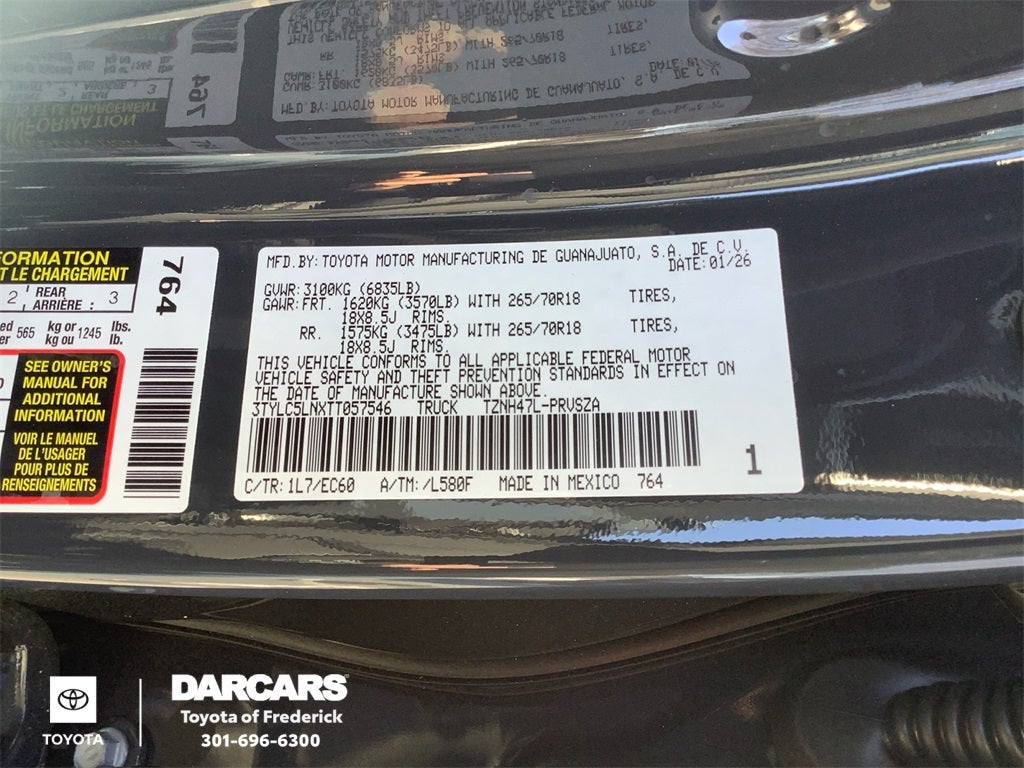 MFD.BY: TOYOTA MOTOR MANUFACTURING DE GUANAJUATO, S.A. DE C.V.
DATE: 01/26
GVWR: 3100KG (6835LB)
GAWR: FRT. 1620KG (3570LB) WITH 265/70R18 TIRES,
18X8.5J RIMS,
RR. 1575KG (3475LB) WITH 265/70R18 TIRES,
18X8.5J RIMS,
THIS VEHICLE CONFORMS TO ALL APPLICABLE FEDERAL MOTOR
VEHICLE SAFETY AND THEFT PREVENTION STANDARDS IN EFFECT ON
THE DATE OF MANUFACTURE SHOWN ABOVE.
3TYLC5LNXTT057546 TRUCK TZNH47L-PRVSZA
1
C/TR: 1L7/EC60 A/TM: /L580F MADE IN MEXICO 764
ORMATION
T LE CHARGEMENT
2 REAR 3
ARRIÈRE :
565 kg or 1245 lbs.
kg ou lb.
SEE OWNER'S
MANUAL FOR
ADDITIONAL
INFORMATION
VOIR LE MANUEL
DE L'USAGER
POUR PLUS DE
RENSEIGNEMENTS
764
TOYOTA
DARCARS
Toyota of Frederick
301-696-6300